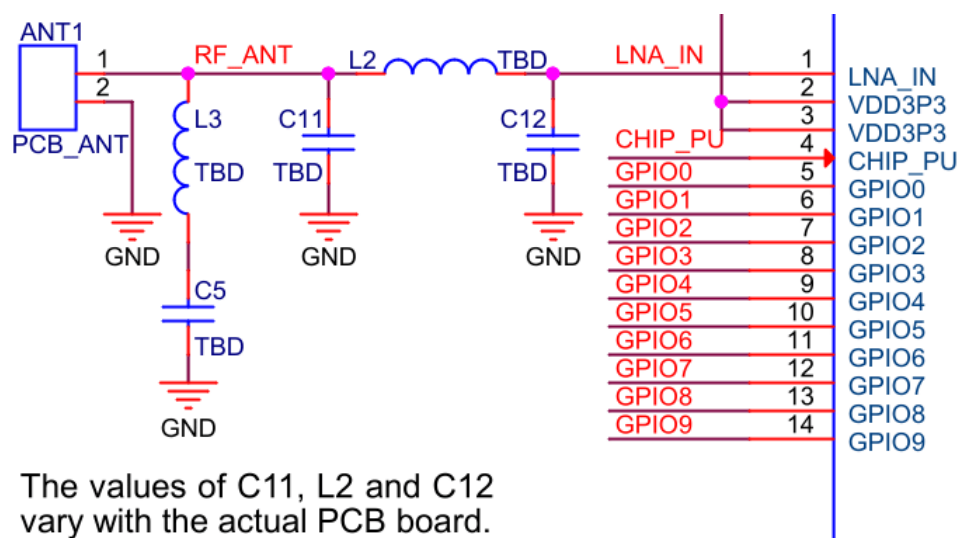 ANT1
1
RF_ANT
L2
TBD
LNA_IN
1
LNA_IN
2
2
VDD3P3
L3
C11
C12
3
VDD3P3
PCB_ANT
CHIP_PU
4
CHIP_PU
TBD
TBD
TBD
GPIO0
5
GPIO0
GPIO1
6
GPIO1
GPIO2
7
GPIO2
GND
GND
GND
GPIO3
8
GPIO3
C5
GPIO4
9
GPIO4
GPIO5
10
GPIO5
TBD
GPIO6
11
GPIO6
GPIO7
12
GPIO7
GPIO8
13
GPIO8
GND
GPIO9
14
GPIO9
The values of C11, L2 and C12
vary with the actual PCB board.